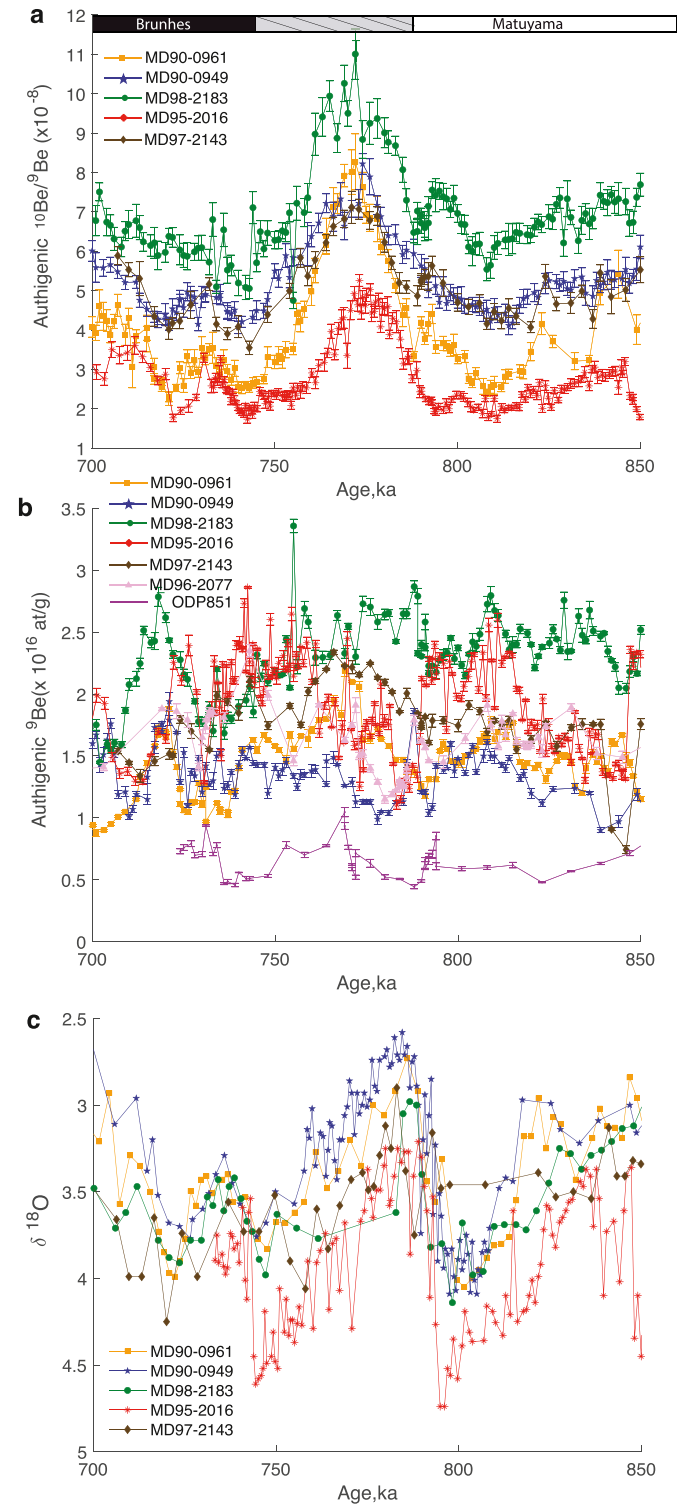 a
Brunhes
Matuyama
12
11
10
9
8
7
6
5
4
3
2
1
Authigenic ¹⁰Be/⁹Be (x10⁻⁸)
MD90-0961
MD90-0949
MD98-2183
MD95-2016
MD97-2143
700
750
800
850
Age,ka
b
MD90-0961
MD90-0949
MD98-2183
MD95-2016
MD97-2143
MD96-2077
ODP851
3.5
3
2.5
2
1.5
1
0.5
0
Authigenic ⁹Be(x 10¹⁶ at/g)
700
750
800
850
Age,ka
c
2.5
3
3.5
4
4.5
5
δ ¹⁸O
MD90-0961
MD90-0949
MD98-2183
MD95-2016
MD97-2143
700
750
800
850
Age,ka